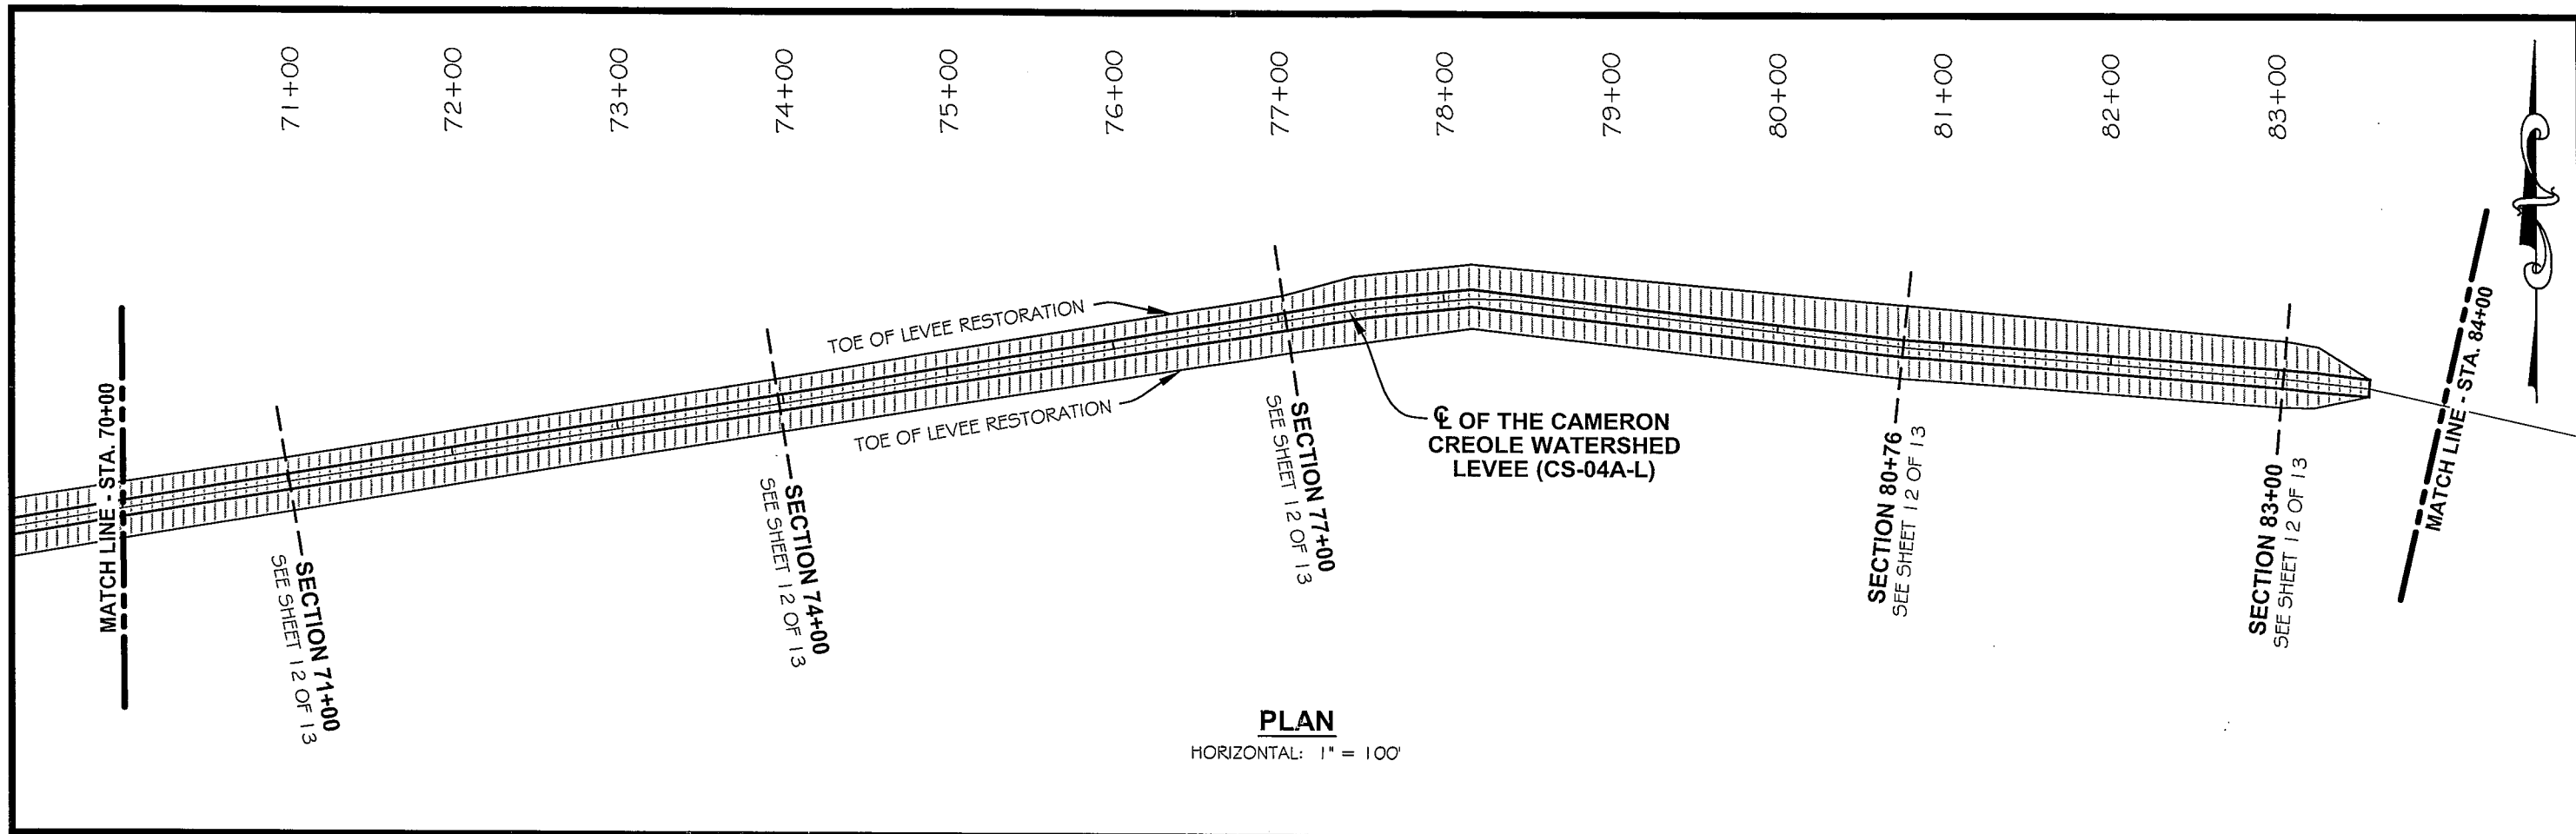 71+00
72+00
73+00
74+00
75+00
76+00
77+00
78+00
79+00
80+00
81+00
82+00
83+00
MATCH LINE - STA. 70+00
SECTION 71+00
SEE SHEET 12 OF 13
TOE OF LEVEE RESTORATION
TOE OF LEVEE RESTORATION
SECTION 74+00
SEE SHEET 12 OF 13
SECTION 77+00
SEE SHEET 12 OF 13
℄ OF THE CAMERON
CREOLE WATERSHED
LEVEE (CS-04A-L)
SECTION 80+76
SEE SHEET 12 OF 13
SECTION 83+00
SEE SHEET 12 OF 13
MATCH LINE - STA. 84+00
PLAN
HORIZONTAL: 1" = 100'